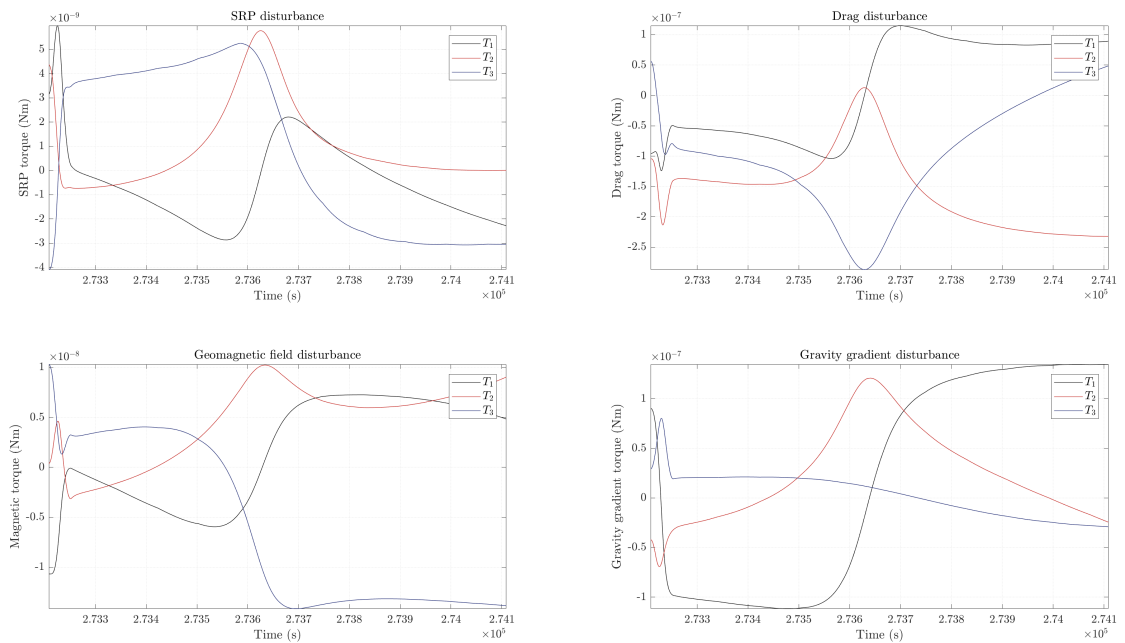 SRP disturbance
×10⁻⁹
SRP torque (Nm)
5
4
3
2
1
0
-1
-2
-3
-4
T₁
T₂
T₃
2.733 2.734 2.735 2.736 2.737 2.738 2.739 2.74 2.741
Time (s)
×10⁵
Drag disturbance
×10⁻⁷
Drag torque (Nm)
1
0.5
0
-0.5
-1
-1.5
-2
-2.5
T₁
T₂
T₃
2.733 2.734 2.735 2.736 2.737 2.738 2.739 2.74 2.741
Time (s)
×10⁵
Geomagnetic field disturbance
×10⁻⁸
Magnetic torque (Nm)
1
0.5
0
-0.5
-1
T₁
T₂
T₃
2.733 2.734 2.735 2.736 2.737 2.738 2.739 2.74 2.741
Time (s)
×10⁵
Gravity gradient disturbance
×10⁻⁷
Gravity gradient torque (Nm)
1
0.5
0
-0.5
-1
T₁
T₂
T₃
2.733 2.734 2.735 2.736 2.737 2.738 2.739 2.74 2.741
Time (s)
×10⁵